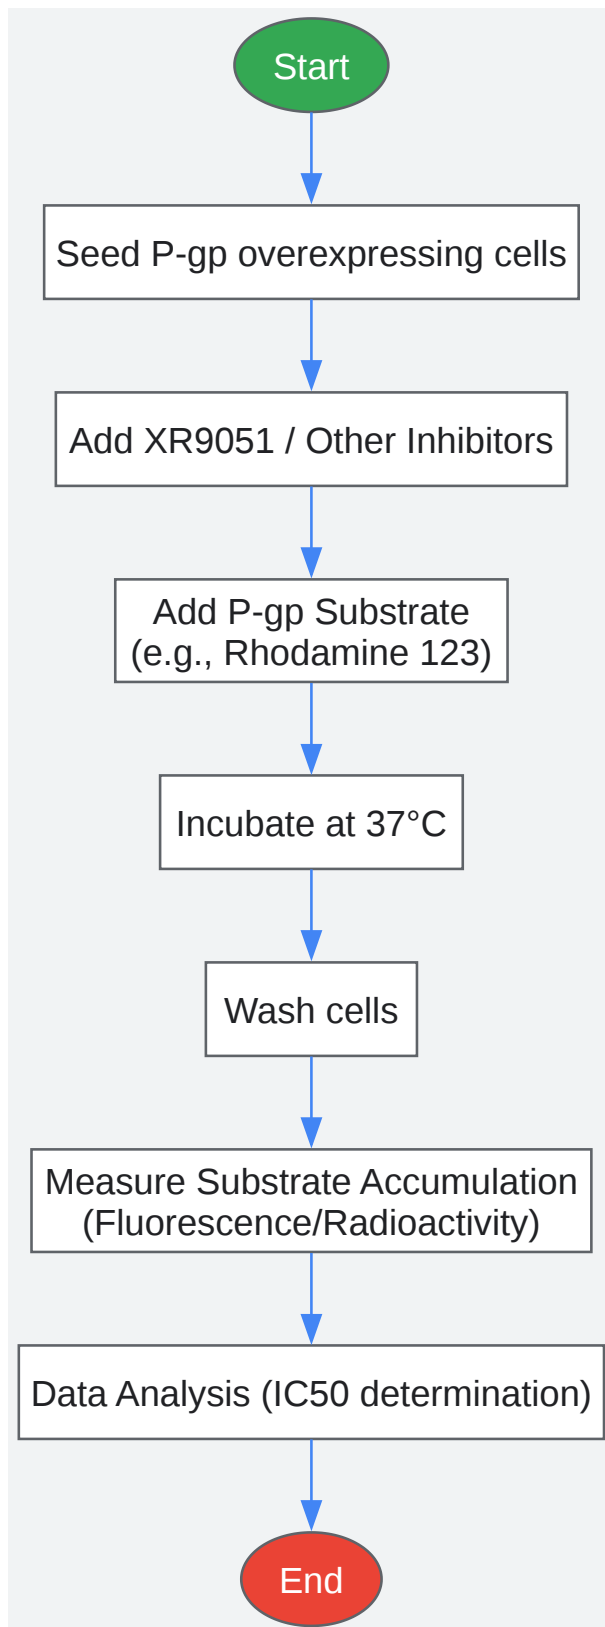 Start
Seed P-gp overexpressing cells
Add XR9051 / Other Inhibitors
Add P-gp Substrate
(e.g., Rhodamine 123)
Incubate at 37°C
Wash cells
Measure Substrate Accumulation
(Fluorescence/Radioactivity)
Data Analysis (IC50 determination)
End